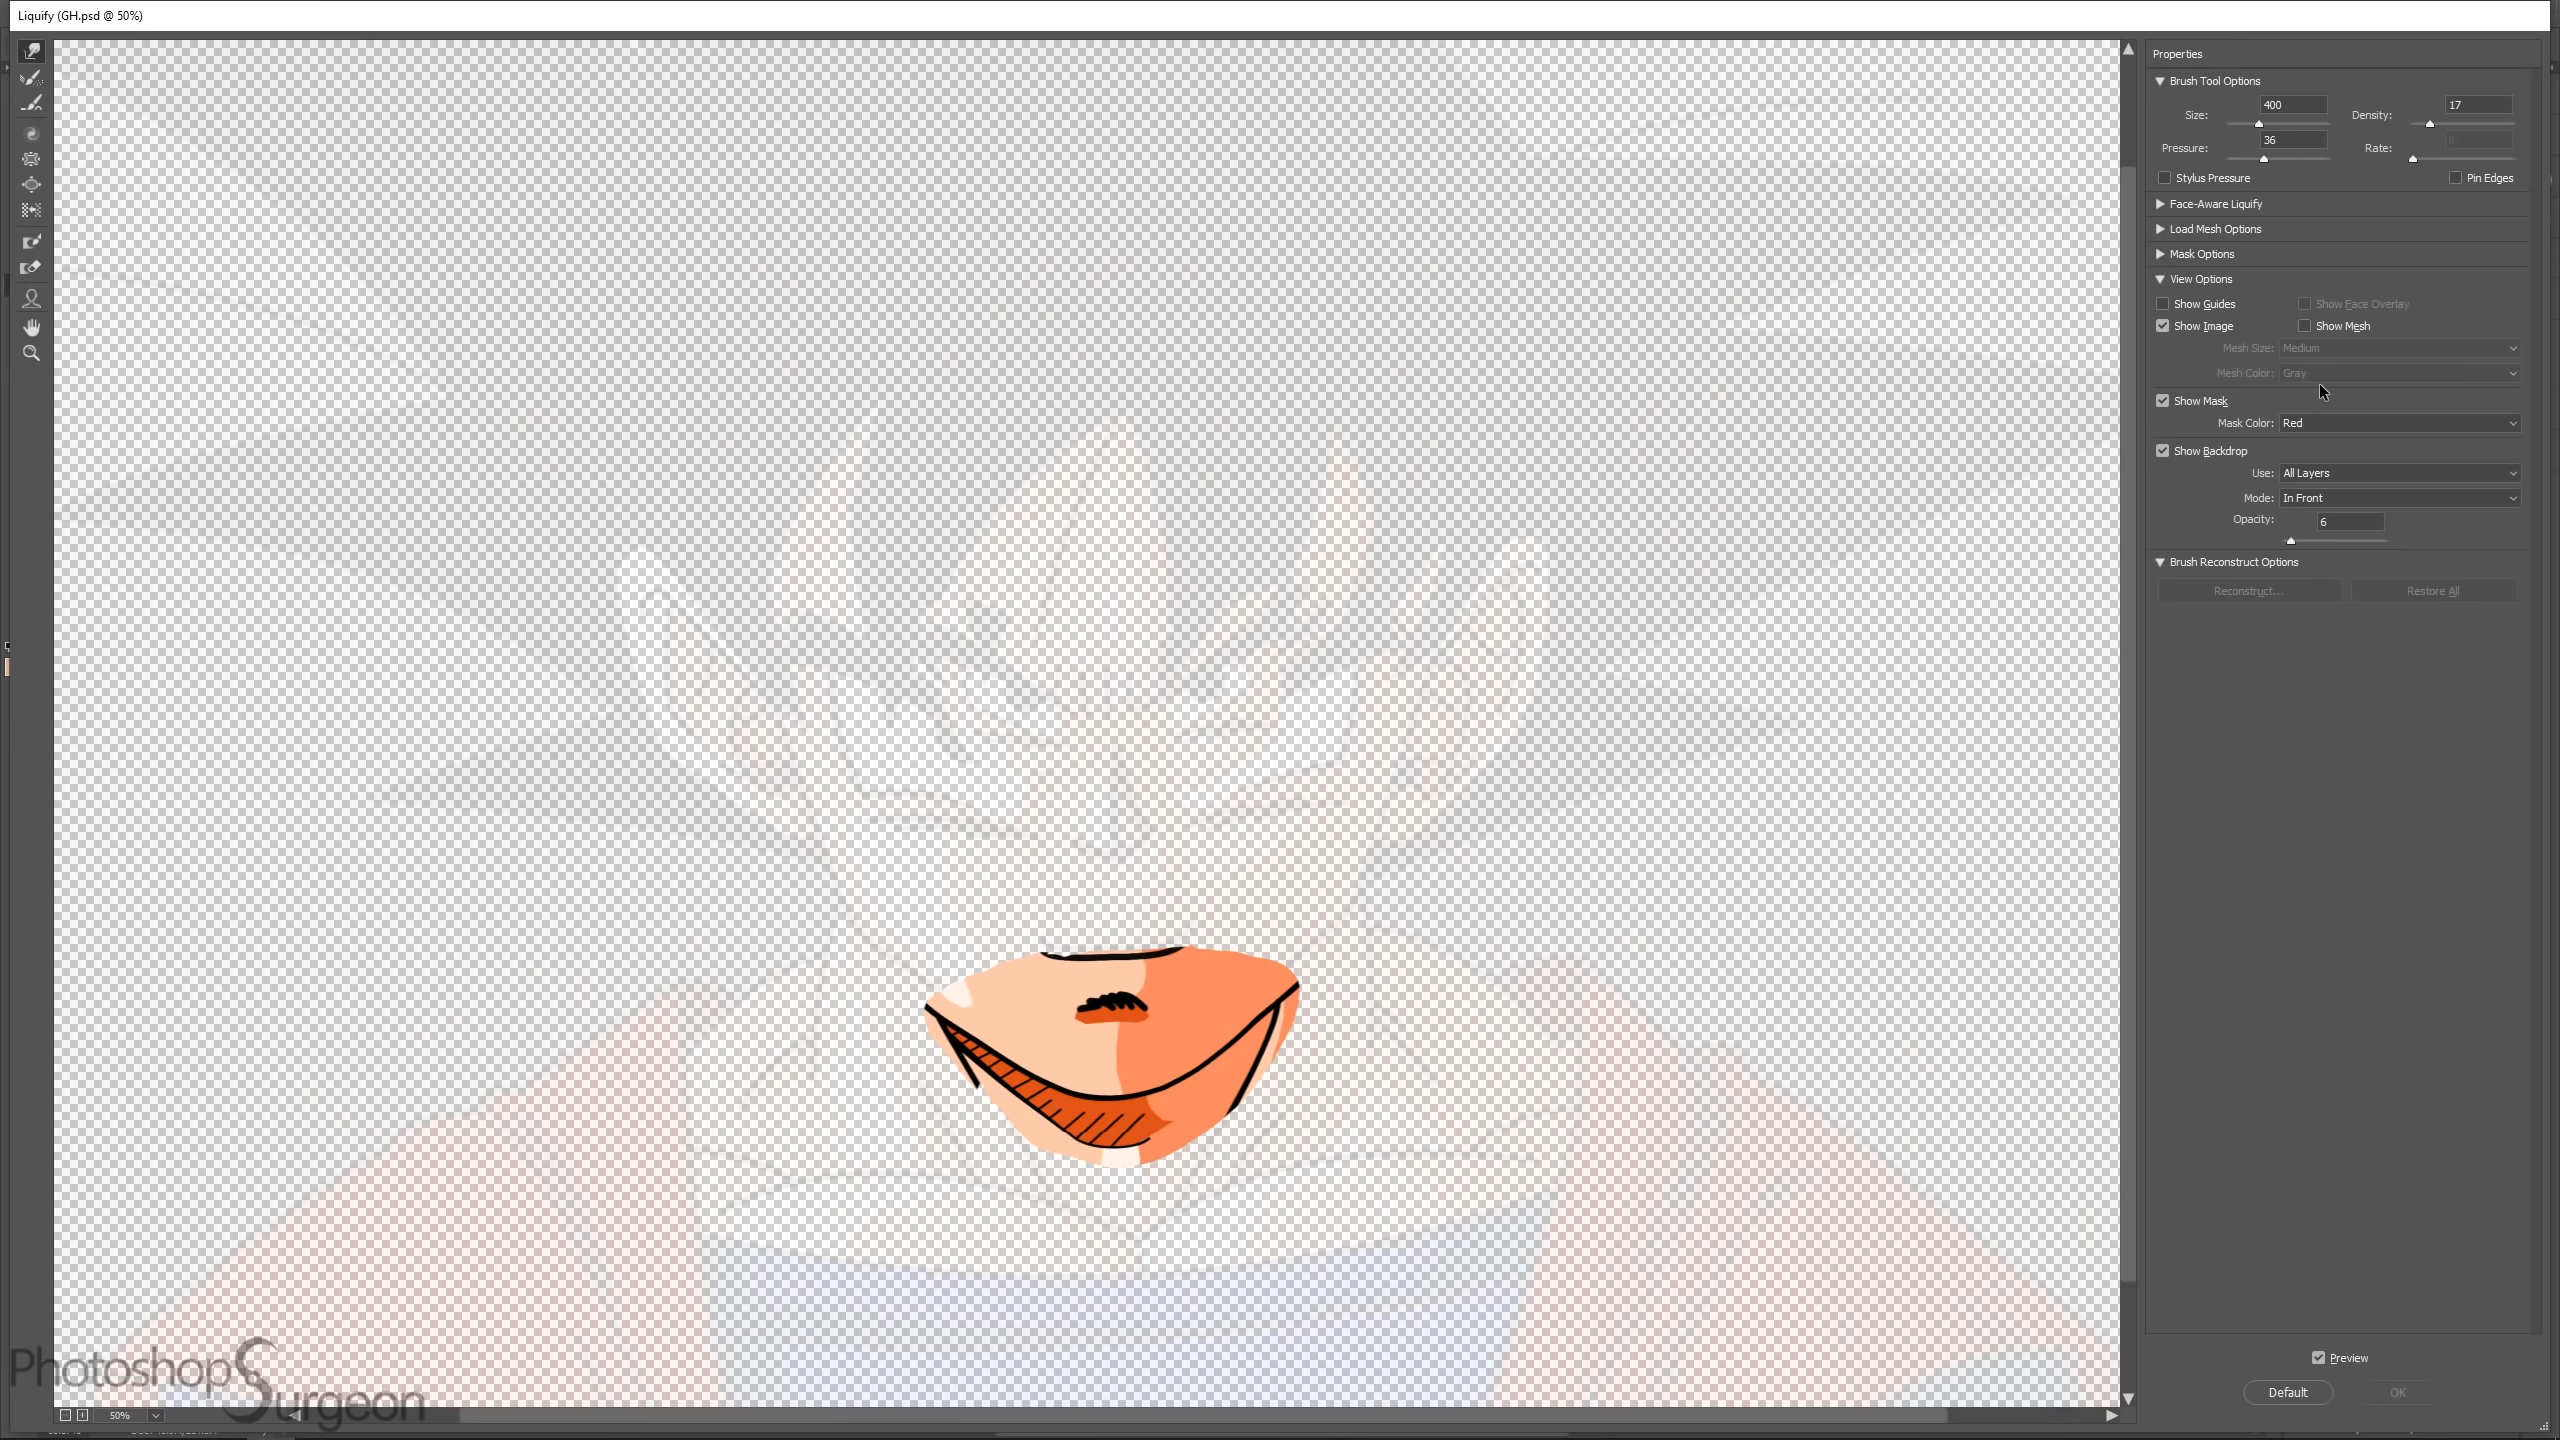 Liquify (GH.psd @ 50%)
Properties
Brush Tool Options
Size: 400 Density: 17
Pressure: 36 Rate: 0
Stylus Pressure Pin Edges
Face-Aware Liquify
Load Mesh Options
Mask Options
View Options
Show Guides Show Face Overlay
Show Image Show Mesh
Mesh Size: Medium
Mesh Color: Gray
Show Mask
Mask Color: Red
Show Backdrop
Use: All Layers
Mode: In Front
Opacity: 6
Brush Reconstruct Options
Reconstruct... Restore All
Preview
Default OK
Photoshop Surgeon
50%